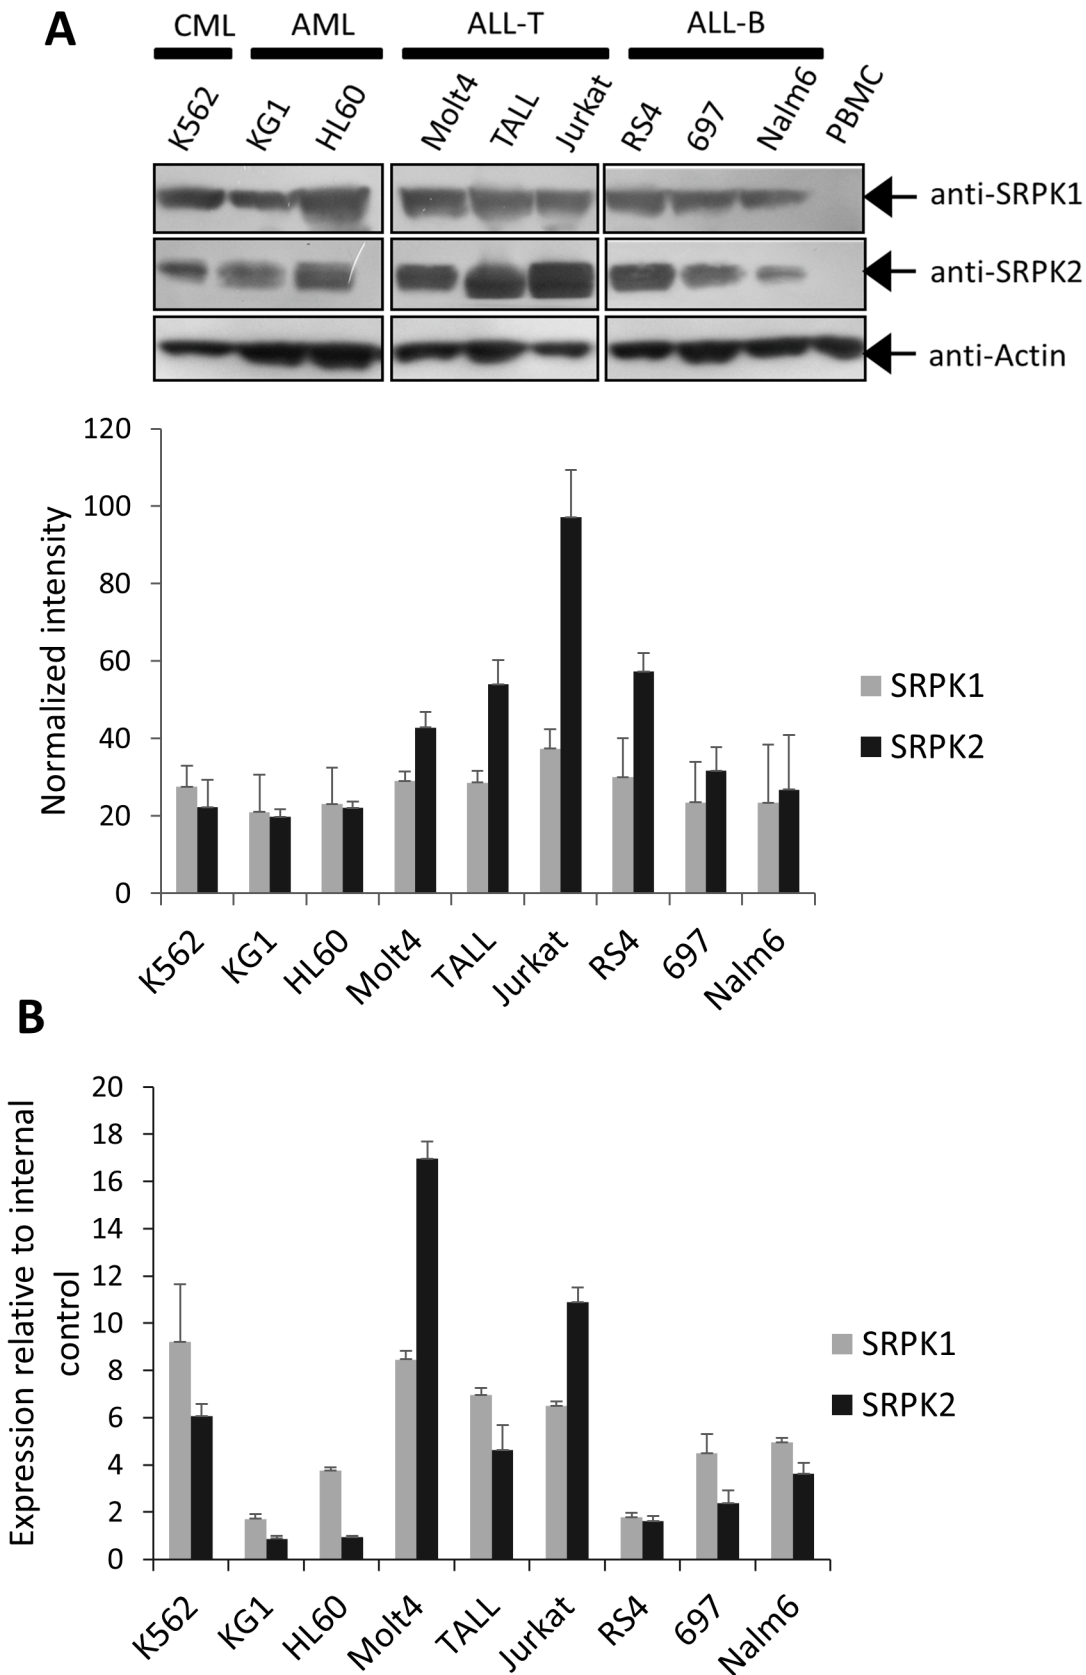 A
CML AML ALL-T ALL-B
K562 KG1 HL60 Molt4 TALL Jurkat RS4 697 Nalm6 PBMC
anti-SRPK1
anti-SRPK2
anti-Actin
120
100
80
60
40
20
0
Normalized intensity
SRPK1
SRPK2
K562 KG1 HL60 Molt4 TALL Jurkat RS4 697 Nalm6
B
20
18
16
14
12
10
8
6
4
2
0
Expression relative to internal
control
SRPK1
SRPK2
K562 KG1 HL60 Molt4 TALL Jurkat RS4 697 Nalm6